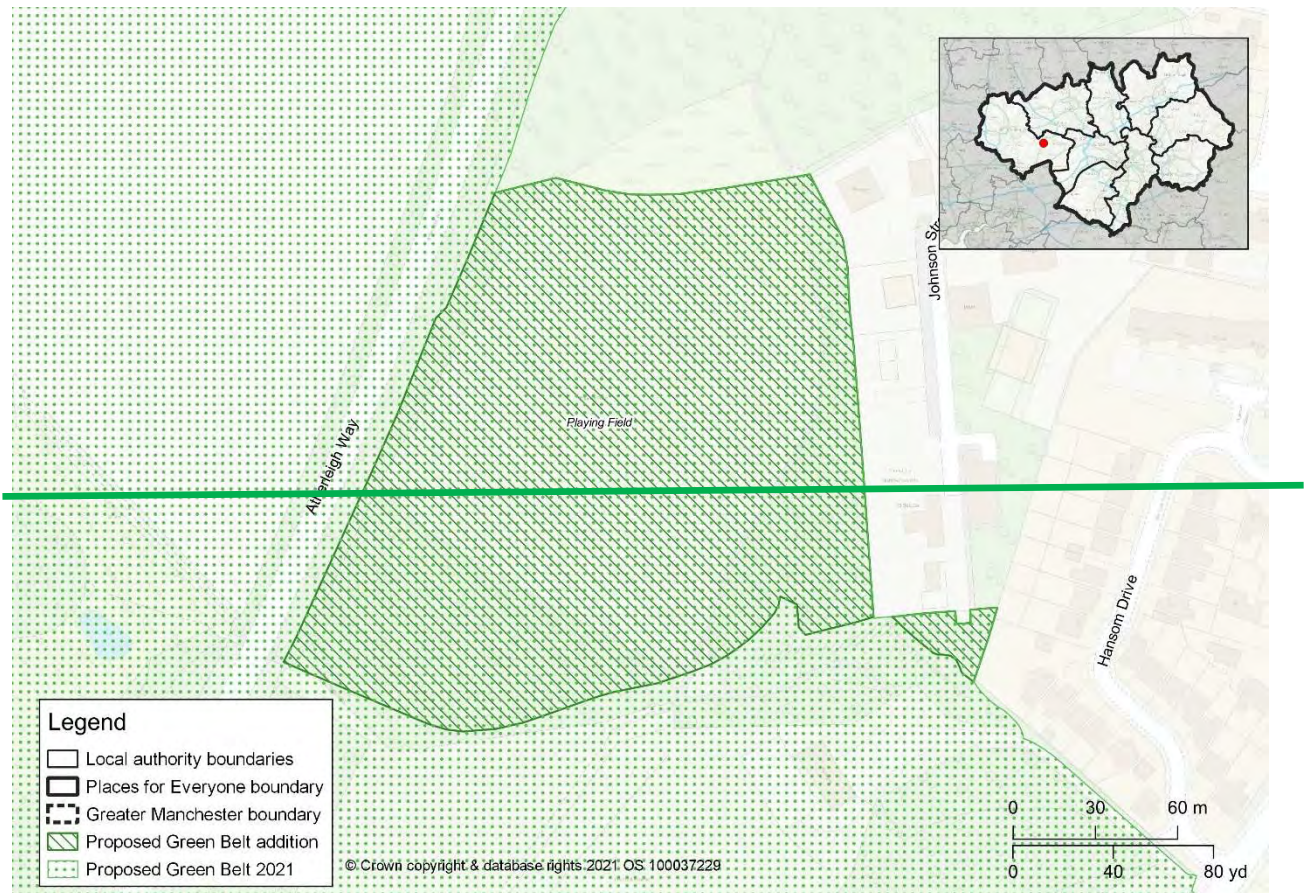 Johnson Str
Playing Field
Atherleigh Way
Hansom Drive
Legend
Local authority boundaries
Places for Everyone boundary
Greater Manchester boundary
Proposed Green Belt addition
Proposed Green Belt 2021
© Crown copyright & database rights 2021 OS 100037229
0 30 60 m
0 40 80 yd